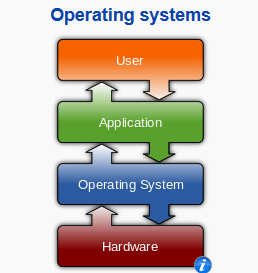 Operating systems
User
Application
Operating System
Hardware
i